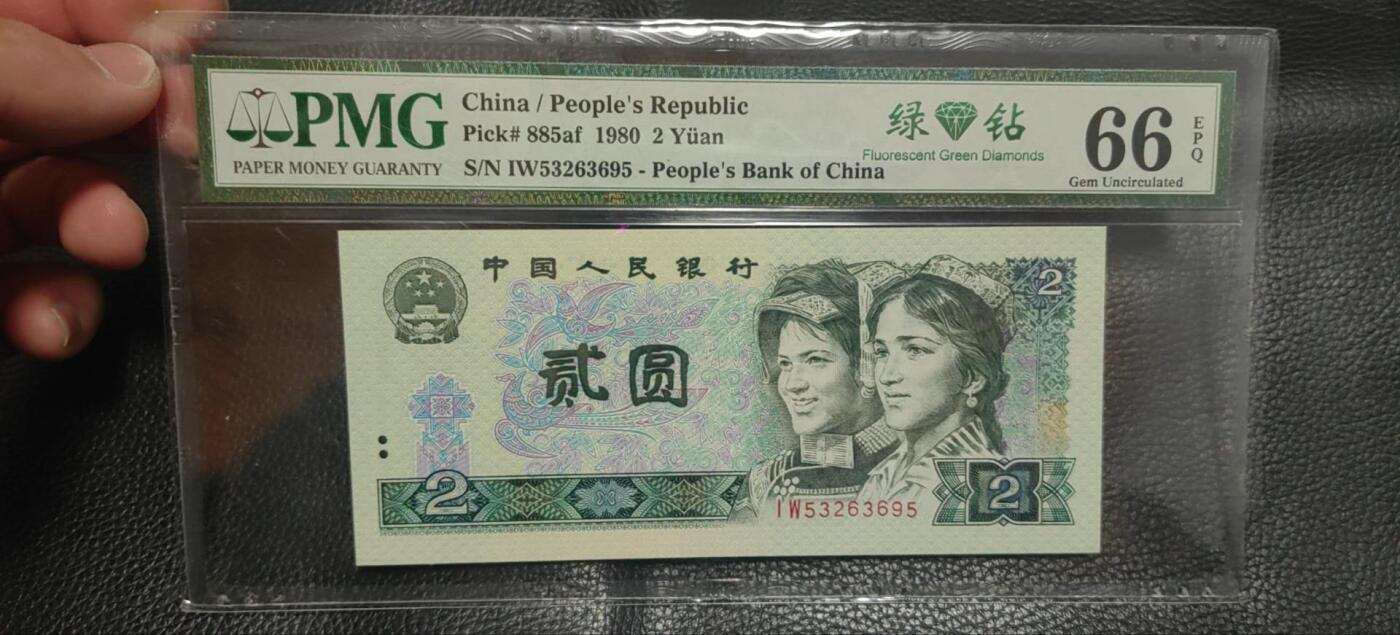 PMG
PAPER MONEY GUARANTY
China / People's Republic
Pick# 885af 1980 2 Yüan
S/N IW53263695 - People's Bank of China
绿 钻
Fluorescent Green Diamonds
66
EPQ
Gem Uncirculated
中国人民银行
2
贰圆
2
2
IW53263695